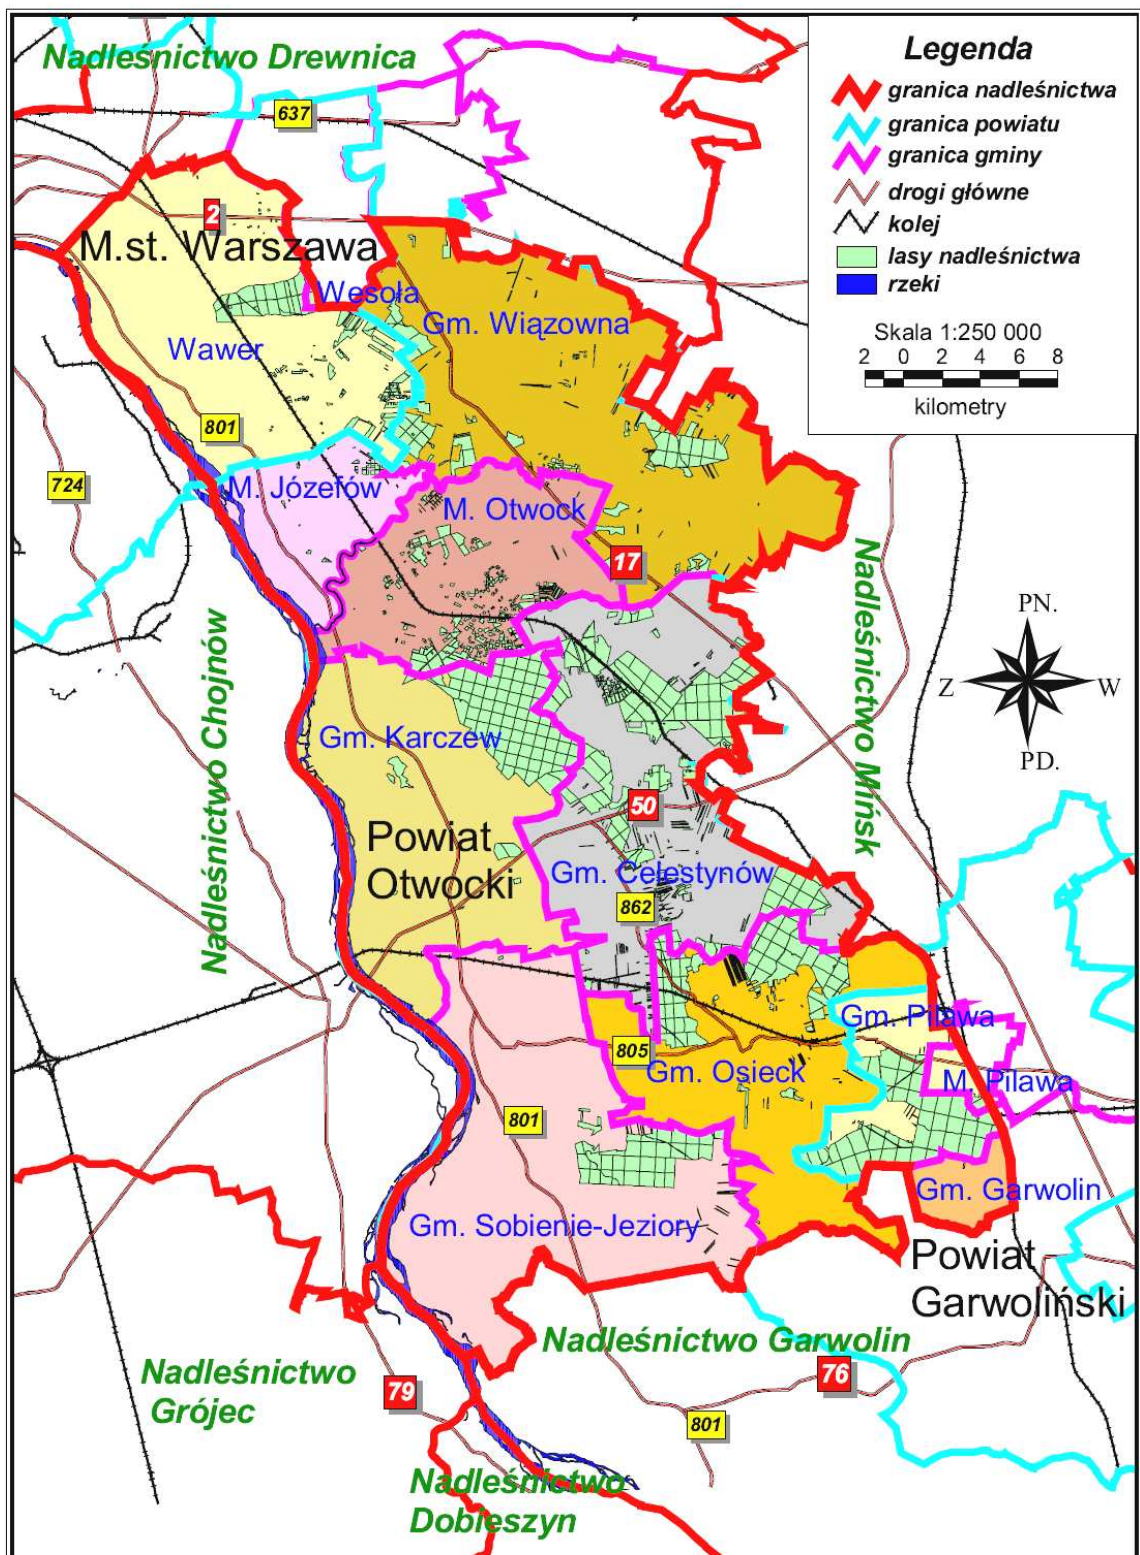 Nadleśnictwo Drewnica
637
Legenda
granica nadleśnictwa
granica powiatu
granica gminy
drogi główne
kolej
lasy nadleśnictwa
rzeki
Skala 1:250 000
2 0 2 4 6 8
kilometry
2
M.st. Warszawa
Wesoła
Gm. Wiązowna
Wawer
801
724
M. Józefów
M. Otwock
17
Nadleśnictwo Chojnów
Nadleśnictwo Mińsk
PN.
Z
W
PD.
Gm. Karczew
50
Powiat
Otwocki
Gm. Celestynów
862
Gm. Pilawa
805
Gm. Osieck
M. Pilawa
801
Gm. Garwolin
Gm. Sobienie-Jeziory
Powiat
Garwoliński
Nadleśnictwo Garwolin
Nadleśnictwo
Grójec
79
76
801
Nadleśnictwo
Dobieszyn